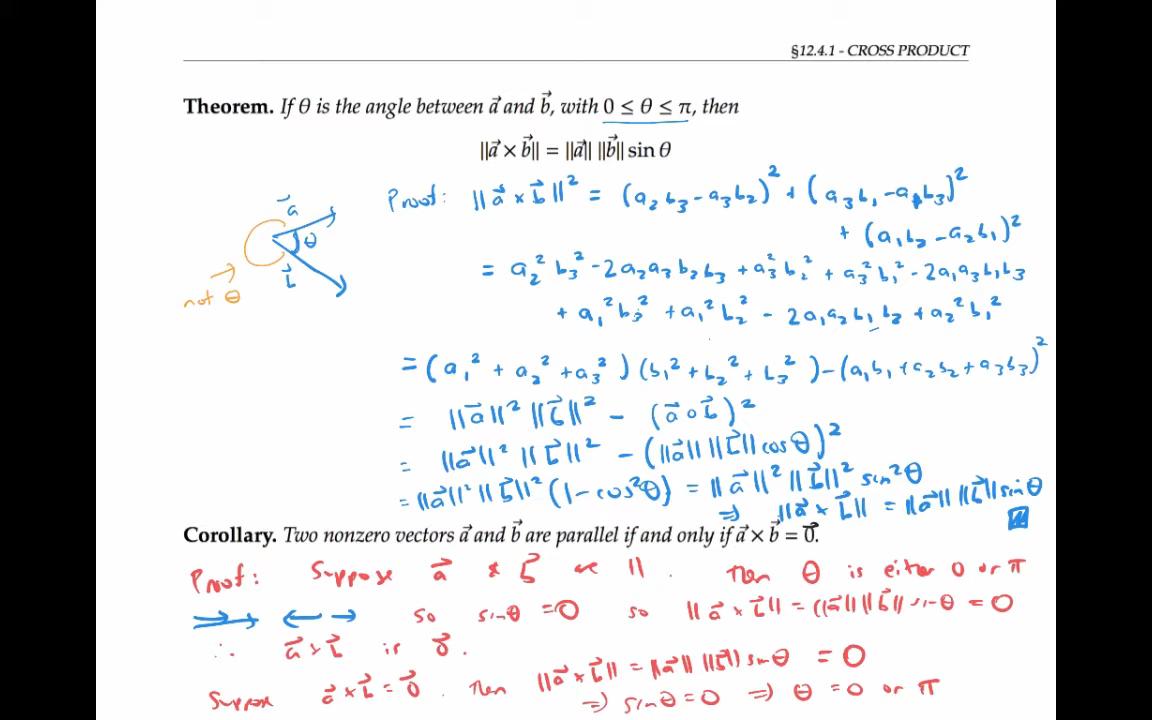 §12.4.1 - CROSS PRODUCT
Theorem. If θ is the angle between a⃗ and b⃗, with 0 ≤ θ ≤ π, then
||a⃗ × b⃗|| = ||a⃗|| ||b⃗|| sin θ
Proof: ||a⃗ × b⃗||² = (a₂b₃ - a₃b₂)² + (a₃b₁ - a₁b₃)²
+ (a₁b₂ - a₂b₁)²
a⃗
θ
b⃗
not θ
= a₂²b₃² - 2a₂a₃b₂b₃ + a₃²b₂² + a₃²b₁² - 2a₁a₃b₁b₃
+ a₁²b₃² + a₁²b₂² - 2a₁a₂b₁b₂ + a₂²b₁²
= (a₁² + a₂² + a₃²)(b₁² + b₂² + b₃²) - (a₁b₁ + a₂b₂ + a₃b₃)²
= ||a⃗||² ||b⃗||² - (a⃗ ∘ b⃗)²
= ||a⃗||² ||b⃗||² - (||a⃗|| ||b⃗|| cos θ)²
= ||a⃗||² ||b⃗||² (1 - cos²θ) = ||a⃗||² ||b⃗||² sin²θ
⇒ ||a⃗ × b⃗|| = ||a⃗|| ||b⃗|| sin θ
Corollary. Two nonzero vectors a⃗ and b⃗ are parallel if and only if a⃗ × b⃗ = 0⃗.
Proof: Suppose a⃗ & b⃗ are ||. Then θ is either 0 or π
So sin θ = 0 so ||a⃗ × b⃗|| = ||a⃗|| ||b⃗|| sin θ = 0
∴ a⃗ × b⃗ is 0⃗.
Suppose a⃗ × b⃗ = 0⃗. Then ||a⃗ × b⃗|| = ||a⃗|| ||b⃗|| sin θ = 0
⇒ sin θ = 0 ⇒ θ = 0 or π